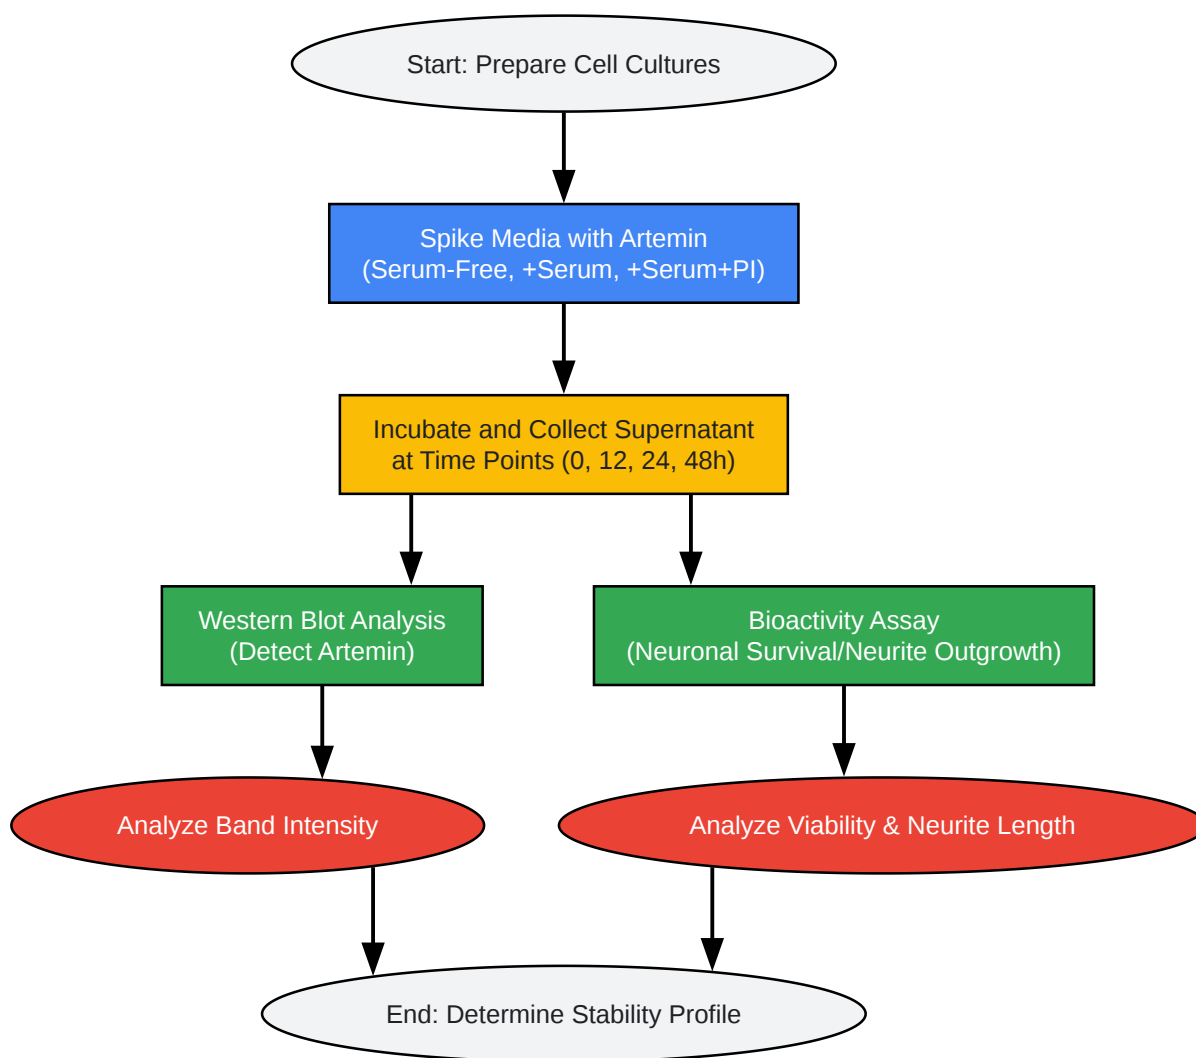 Start: Prepare Cell Cultures
Spike Media with Artemin
(Serum-Free, +Serum, +Serum+PI)
Incubate and Collect Supernatant
at Time Points (0, 12, 24, 48h)
Western Blot Analysis
(Detect Artemin)
Bioactivity Assay
(Neuronal Survival/Neurite Outgrowth)
Analyze Band Intensity
Analyze Viability & Neurite Length
End: Determine Stability Profile